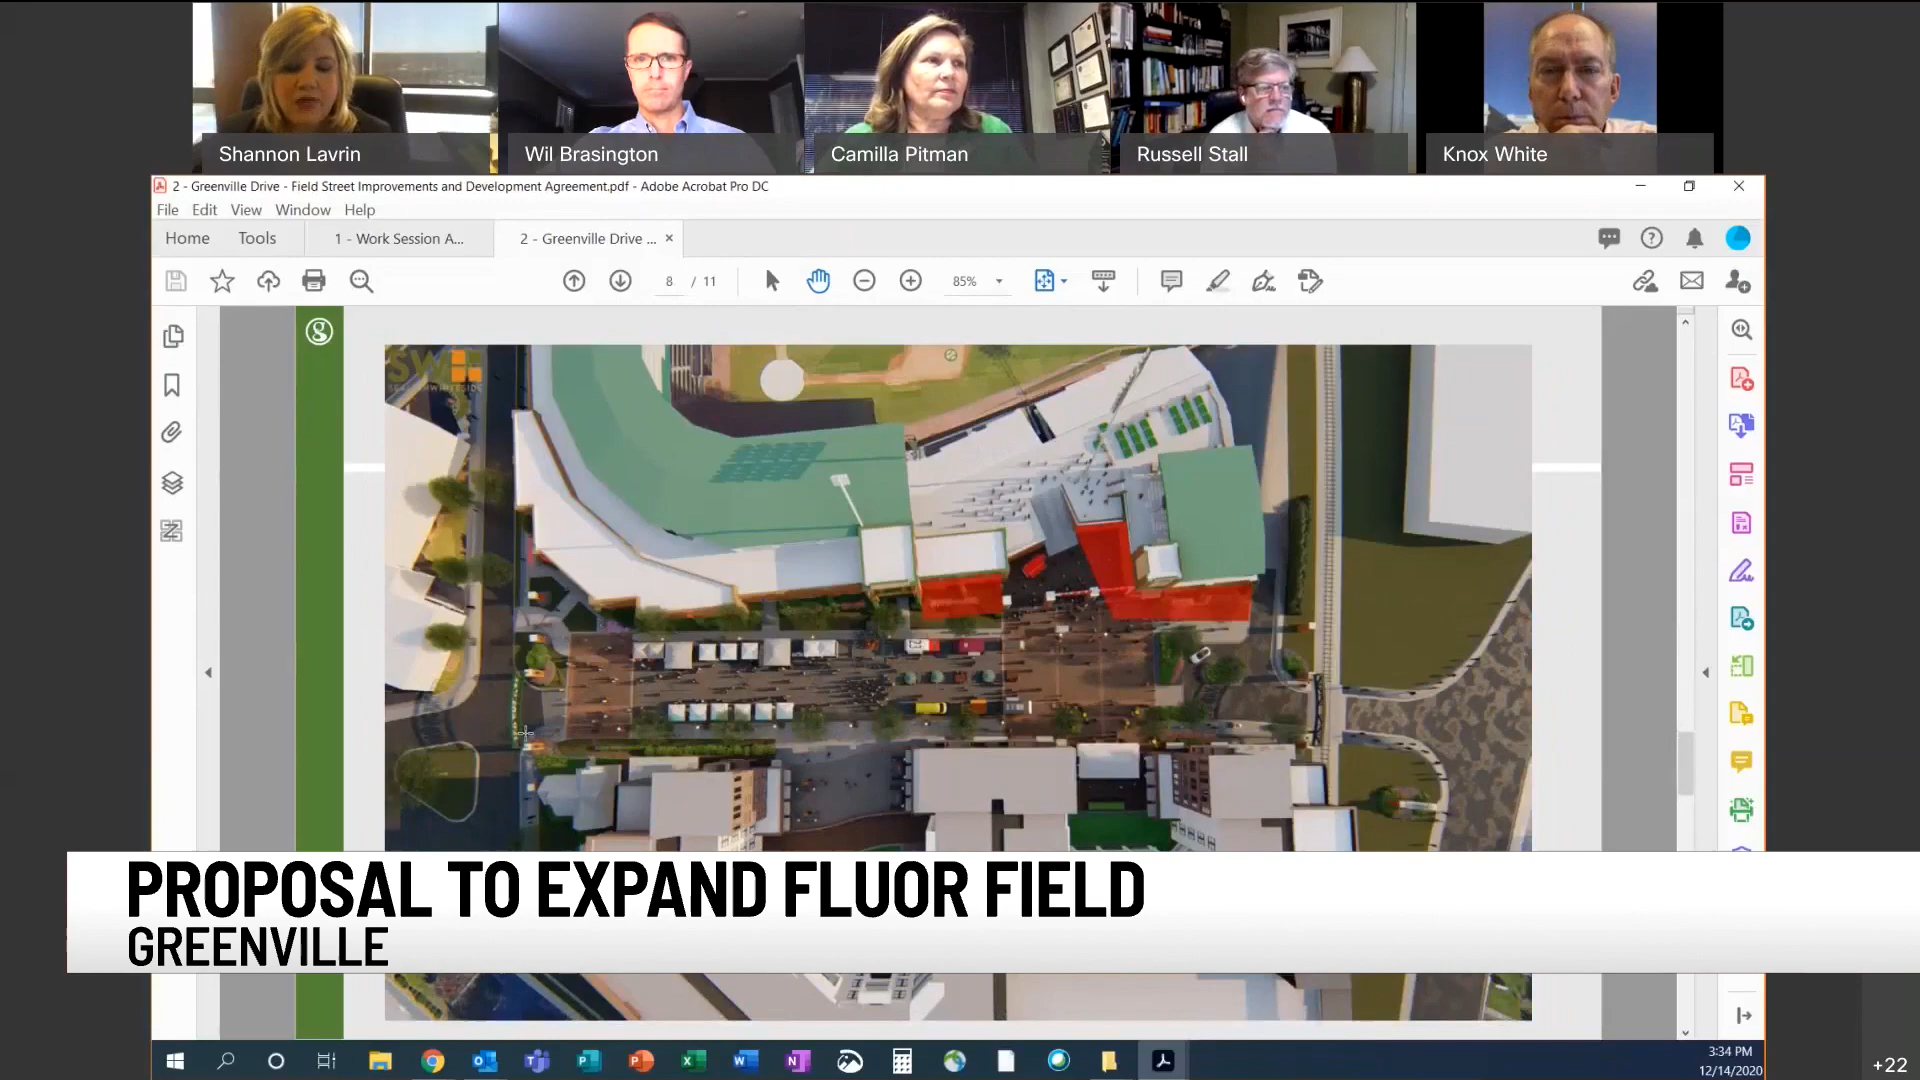 Shannon Lavrin
Wil Brasington
Camilla Pitman
Russell Stall
Knox White
2 - Greenville Drive - Field Street Improvements and Development Agreement.pdf - Adobe Acrobat Pro DC
File Edit View Window Help
Home Tools 1 - Work Session A... 2 - Greenville Drive ... ×
8 / 11 85%
g
PROPOSAL TO EXPAND FLUOR FIELD
GREENVILLE
3:34 PM
12/14/2020
+22